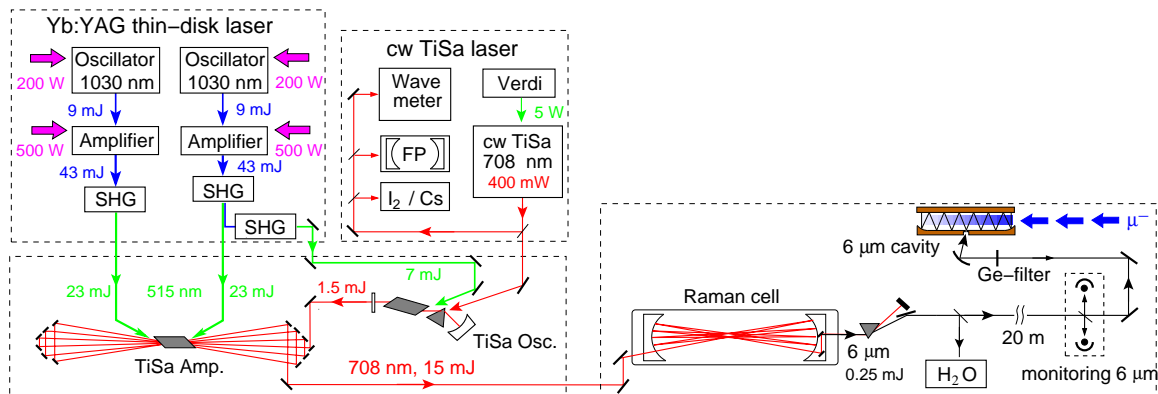 Yb:YAG thin−disk laser
Oscillator
1030 nm
Oscillator
1030 nm
200 W
200 W
9 mJ
9 mJ
Amplifier
Amplifier
500 W
500 W
43 mJ
43 mJ
SHG
SHG
SHG
cw TiSa laser
Wave
meter
Verdi
5 W
FP
cw TiSa
708 nm
400 mW
I₂ / Cs
23 mJ
515 nm
23 mJ
7 mJ
1.5 mJ
TiSa Osc.
TiSa Amp.
708 nm, 15 mJ
Raman cell
6 μm
0.25 mJ
H₂O
20 m
monitoring 6 μm
6 μm cavity
Ge−filter
μ⁻